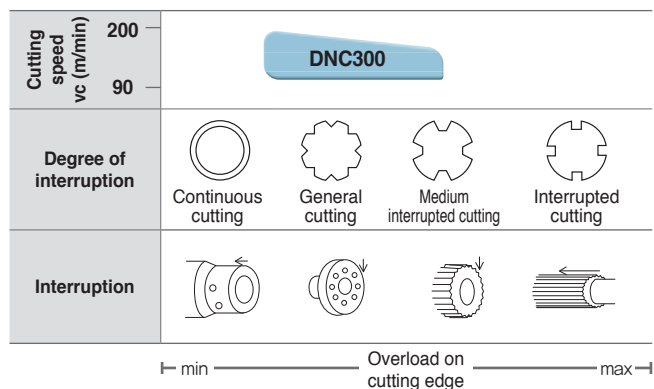 Cutting
speed
vc (m/min)
200
90
DNC300
Degree of
interruption
Continuous
cutting
General
cutting
Medium
interrupted cutting
Interrupted
cutting
Interruption
min
Overload on
cutting edge
max